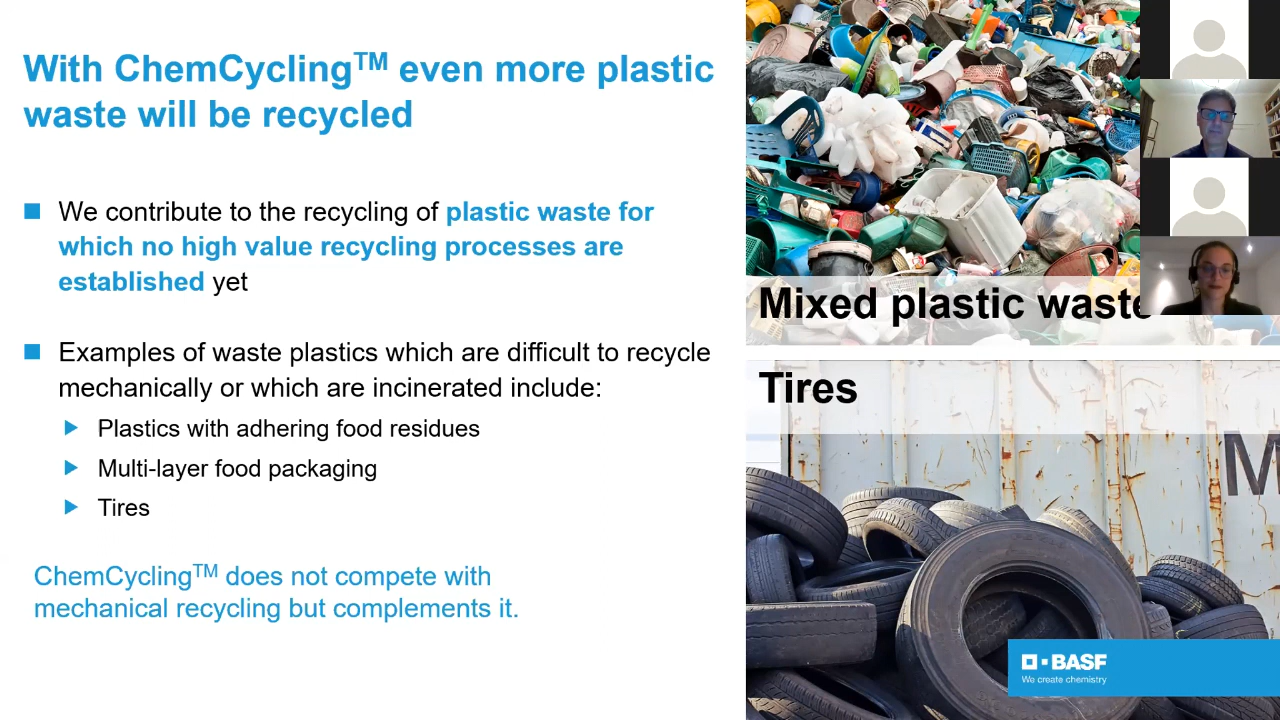 With ChemCycling™ even more plastic
waste will be recycled
We contribute to the recycling of plastic waste for
which no high value recycling processes are
established yet
Examples of waste plastics which are difficult to recycle
mechanically or which are incinerated include:
Plastics with adhering food residues
Multi-layer food packaging
Tires
ChemCycling™ does not compete with
mechanical recycling but complements it.
Mixed plastic waste
Tires
M
BASF
We create chemistry